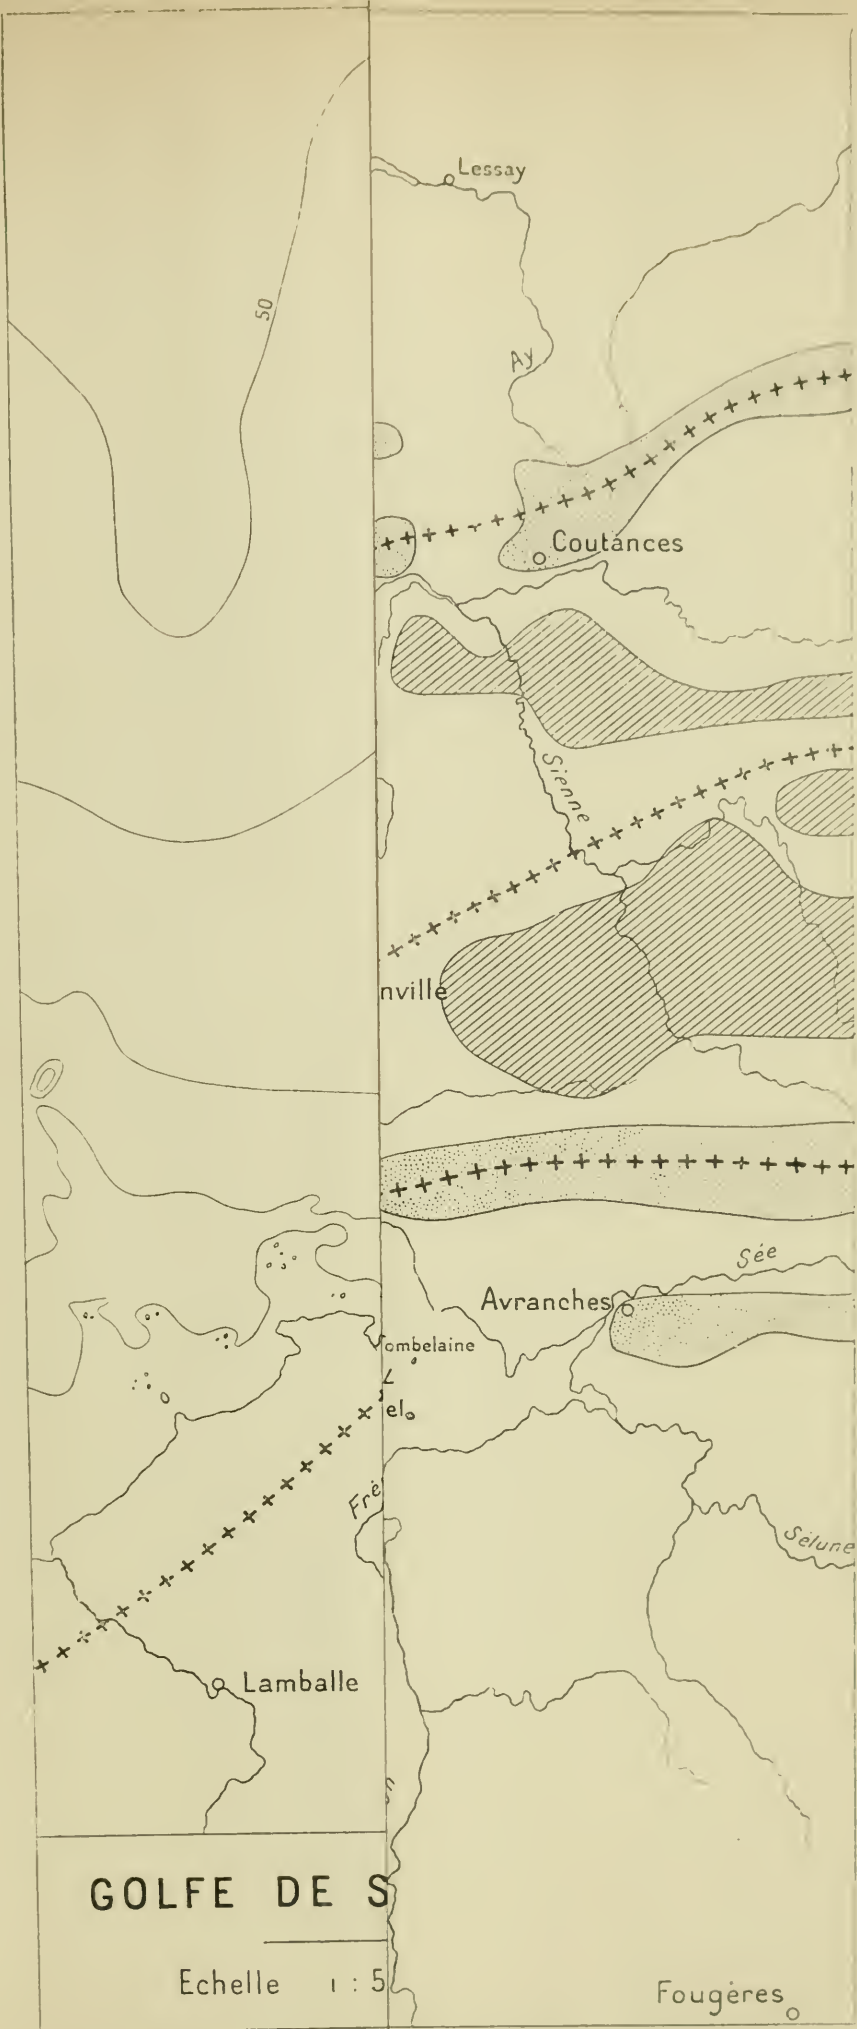 Lessay
50
Ay
Coutances
Sienne
nville
Sée
Avranches
ombelaine
el
Fré
Sélune
Lamballe
GOLFE DE S
Echelle 1 : 5
Fougères